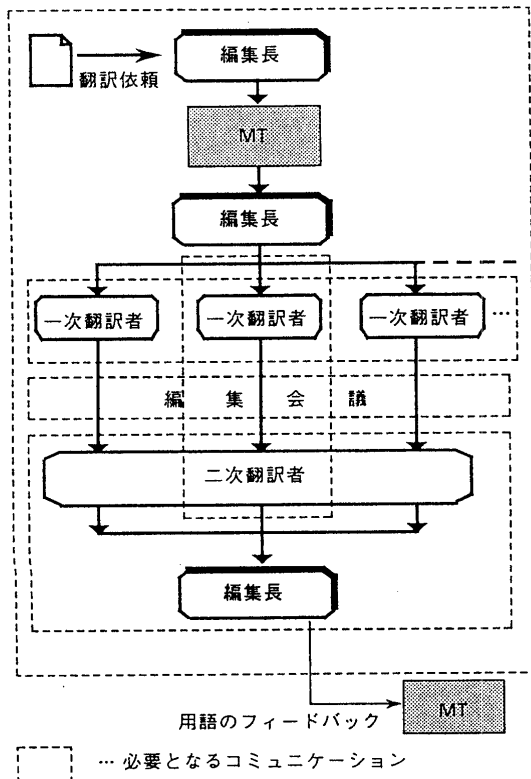 編集長
翻訳依頼
MT
編集長
一次翻訳者 一次翻訳者 一次翻訳者 …
編集会議
二次翻訳者
編集長
用語のフィードバック
MT
… 必要となるコミュニケーション